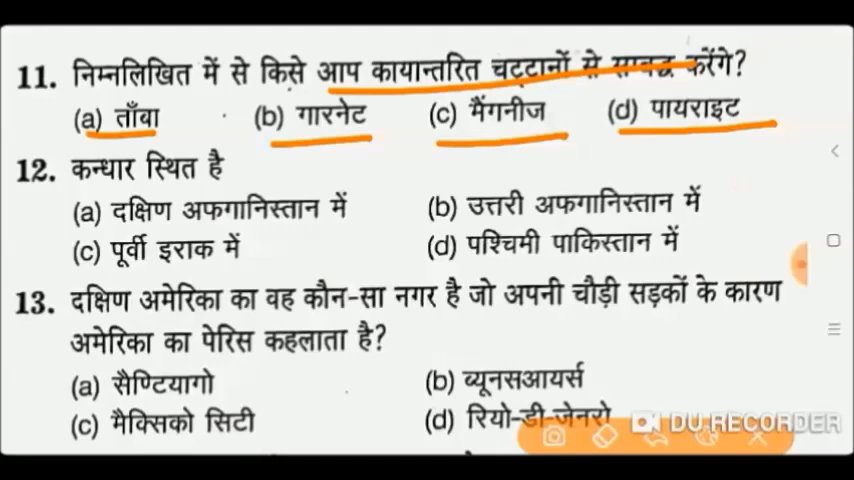 11. निम्नलिखित में से किसे आप कायान्तरित चट्टानों से सम्बद्ध करेंगे?
(a) ताँबा (b) गारनेट (c) मैंगनीज (d) पायराइट
12. कन्धार स्थित है
(a) दक्षिण अफगानिस्तान में (b) उत्तरी अफगानिस्तान में
(c) पूर्वी इराक में (d) पश्चिमी पाकिस्तान में
13. दक्षिण अमेरिका का वह कौन-सा नगर है जो अपनी चौड़ी सड़कों के कारण
अमेरिका का पेरिस कहलाता है?
(a) सैण्टियागो (b) ब्यूनसआयर्स
(c) मैक्सिको सिटी (d) रियो-डी-जेनरो
DU RECORDER